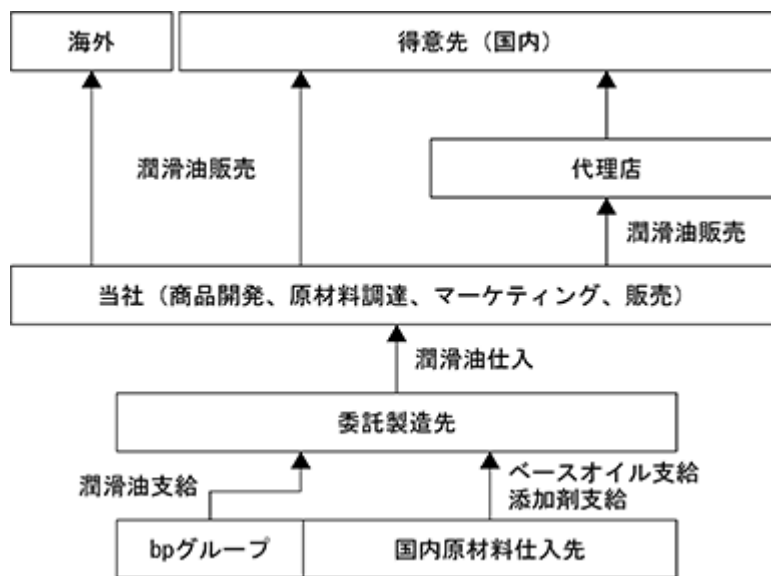 海外
得意先（国内）
潤滑油販売
代理店
潤滑油販売
当社（商品開発、原材料調達、マーケティング、販売）
潤滑油仕入
委託製造先
潤滑油支給
ベースオイル支給
添加剤支給
bpグループ
国内原材料仕入先